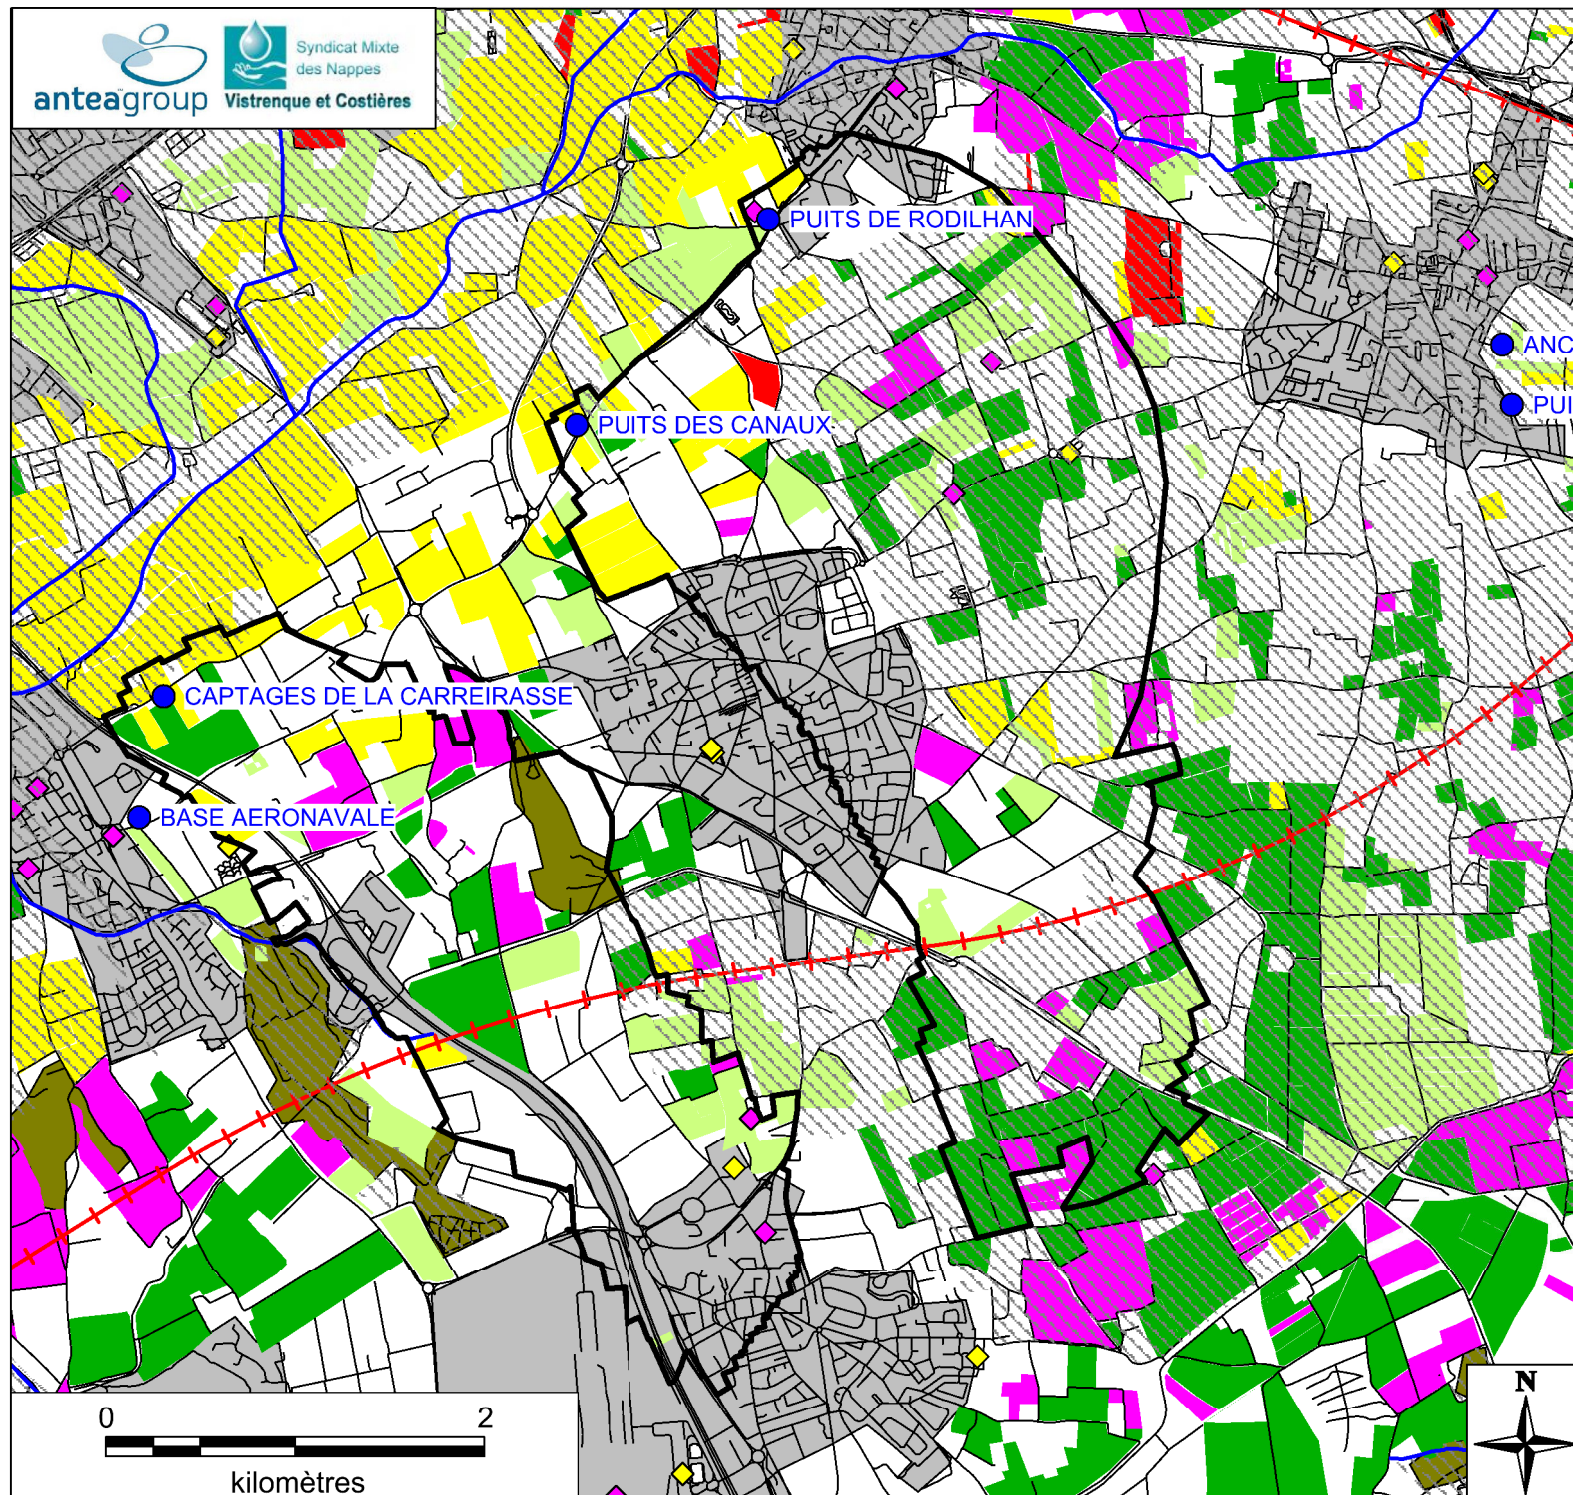 anteagroup
Syndicat Mixte
des Nappes
Vistrenque et Costières
PUITS DE RODILHAN
ANC
PUI
PUITS DES CANAUX
CAPTAGES DE LA CARREIRASSE
BASE AERONAVALE
N
0 2
kilomètres